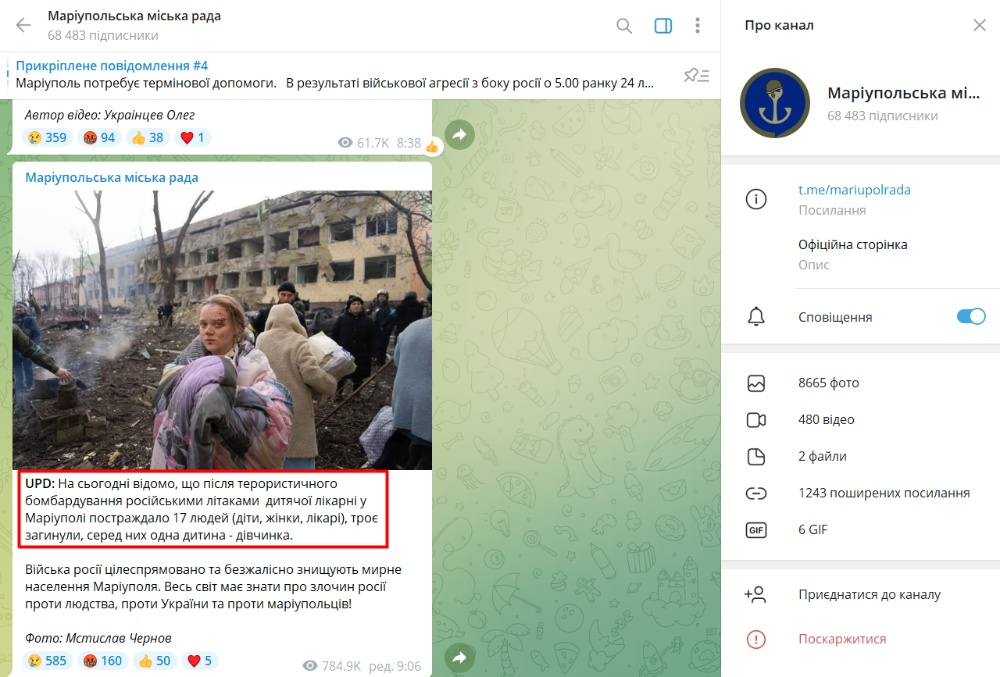 Маріупольська міська рада
68 483 підписники
Прикріплене повідомлення #4
Маріуполь потребує термінової допомоги. В результаті військової агресії з боку росії о 5.00 ранку 24 л...
Автор відео: Украінцев Олег
359 94 38 1
61.7K 8:38
Маріупольська міська рада
UPD: На сьогодні відомо, що після терористичного
бомбардування російськими літаками дитячої лікарні у
Маріуполі постраждало 17 людей (діти, жінки, лікарі), троє
загинули, серед них одна дитина - дівчинка.
Війська росії цілеспрямовано та безжалісно знищують мирне
населення Маріуполя. Весь світ має знати про злочин росії
проти людства, проти України та проти маріупольців!
Фото: Мстислав Чернов
585 160 50 5
784.9K ред. 9:06
Про канал
Маріупольська мі...
68 483 підписники
t.me/mariupolrada
Посилання
Офіційна сторінка
Опис
Сповіщення
8665 фото
480 відео
2 файли
1243 поширених посилання
GIF 6 GIF
Приєднатися до каналу
Поскаржитися